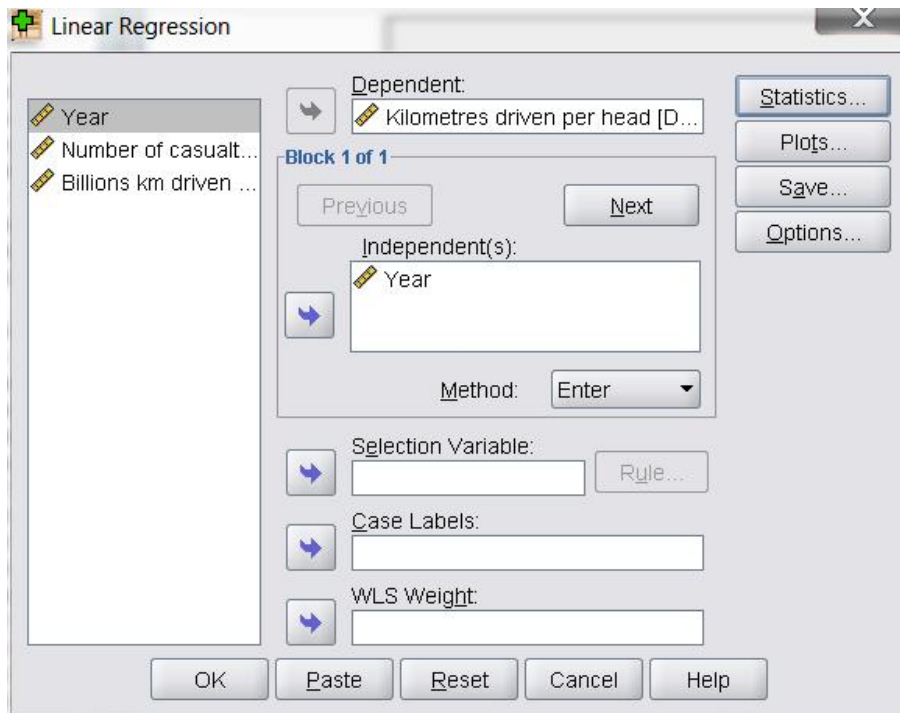 Linear Regression
X
Year
Number of casualt...
Billions km driven ...
Dependent:
Kilometres driven per head [D...
Block 1 of 1
Previous
Next
Independent(s):
Year
Method:
Enter
Selection Variable:
Rule...
Case Labels:
WLS Weight:
Statistics...
Plots...
Save...
Options...
OK
Paste
Reset
Cancel
Help